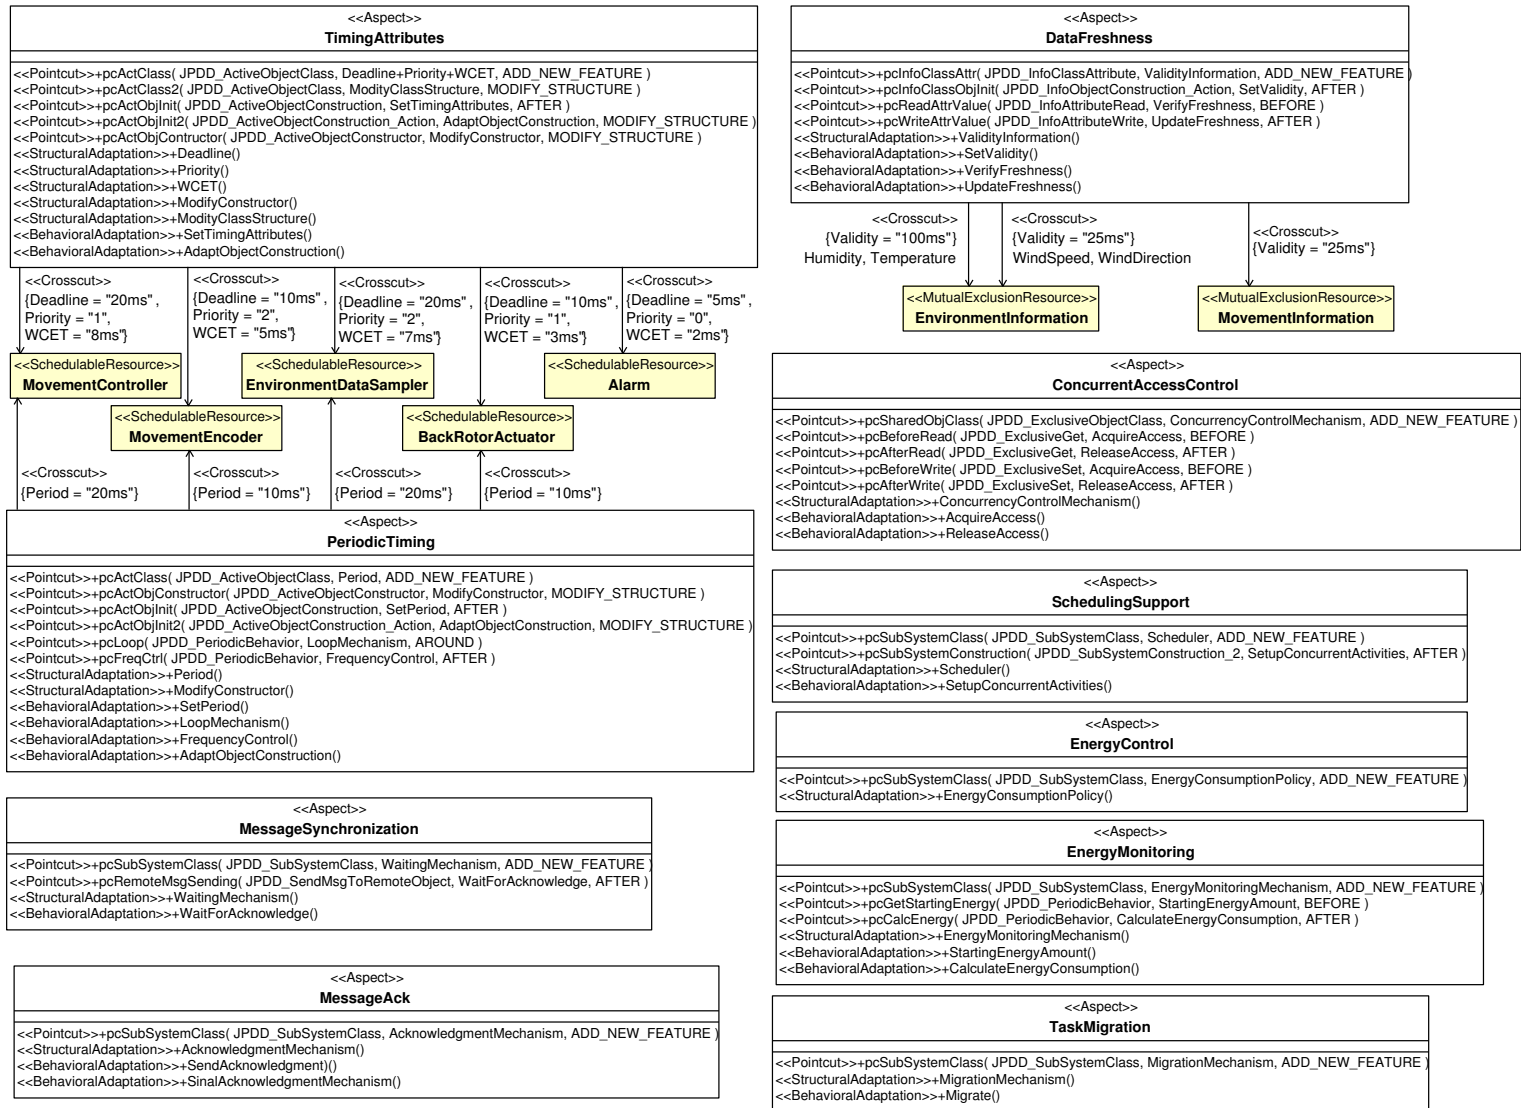 <<Aspect>>
TimingAttributes
<<Pointcut>>+pcActClass( JPDD_ActiveObjectClass, Deadline+Priority+WCET, ADD_NEW_FEATURE )
<<Pointcut>>+pcActClass2( JPDD_ActiveObjectClass, ModityClassStructure, MODIFY_STRUCTURE )
<<Pointcut>>+pcActObjInit( JPDD_ActiveObjectConstruction, SetTimingAttributes, AFTER )
<<Pointcut>>+pcActObjInit2( JPDD_ActiveObjectConstruction_Action, AdaptObjectConstruction, MODIFY_STRUCTURE )
<<Pointcut>>+pcActObjContructor( JPDD_ActiveObjectConstructor, ModifyConstructor, MODIFY_STRUCTURE )
<<StructuralAdaptation>>+Deadline()
<<StructuralAdaptation>>+Priority()
<<StructuralAdaptation>>+WCET()
<<StructuralAdaptation>>+ModifyConstructor()
<<StructuralAdaptation>>+ModityClassStructure()
<<BehavioralAdaptation>>+SetTimingAttributes()
<<BehavioralAdaptation>>+AdaptObjectConstruction()
<<Crosscut>>
{Deadline = "20ms" ,
Priority = "1",
WCET = "8ms"}
<<Crosscut>>
{Deadline = "10ms" ,
Priority = "2",
WCET = "5ms"}
<<Crosscut>>
{Deadline = "20ms" ,
Priority = "2",
WCET = "7ms"}
<<Crosscut>>
{Deadline = "10ms" ,
Priority = "1",
WCET = "3ms"}
<<Crosscut>>
{Deadline = "5ms" ,
Priority = "0",
WCET = "2ms"}
<<SchedulableResource>>
MovementController
<<SchedulableResource>>
EnvironmentDataSampler
<<SchedulableResource>>
Alarm
<<SchedulableResource>>
MovementEncoder
<<SchedulableResource>>
BackRotorActuator
<<Crosscut>>
{Period = "20ms"}
<<Crosscut>>
{Period = "10ms"}
<<Crosscut>>
{Period = "20ms"}
<<Crosscut>>
{Period = "10ms"}
<<Aspect>>
PeriodicTiming
<<Pointcut>>+pcActClass( JPDD_ActiveObjectClass, Period, ADD_NEW_FEATURE )
<<Pointcut>>+pcActObjConstructor( JPDD_ActiveObjectConstructor, ModifyConstructor, MODIFY_STRUCTURE )
<<Pointcut>>+pcActObjInit( JPDD_ActiveObjectConstruction, SetPeriod, AFTER )
<<Pointcut>>+pcActObjInit2( JPDD_ActiveObjectConstruction_Action, AdaptObjectConstruction, MODIFY_STRUCTURE )
<<Pointcut>>+pcLoop( JPDD_PeriodicBehavior, LoopMechanism, AROUND )
<<Pointcut>>+pcFreqCtrl( JPDD_PeriodicBehavior, FrequencyControl, AFTER )
<<StructuralAdaptation>>+Period()
<<StructuralAdaptation>>+ModifyConstructor()
<<BehavioralAdaptation>>+SetPeriod()
<<BehavioralAdaptation>>+LoopMechanism()
<<BehavioralAdaptation>>+FrequencyControl()
<<BehavioralAdaptation>>+AdaptObjectConstruction()
<<Aspect>>
MessageSynchronization
<<Pointcut>>+pcSubSystemClass( JPDD_SubSystemClass, WaitingMechanism, ADD_NEW_FEATURE )
<<Pointcut>>+pcRemoteMsgSending( JPDD_SendMsgToRemoteObject, WaitForAcknowledge, AFTER )
<<StructuralAdaptation>>+WaitingMechanism()
<<BehavioralAdaptation>>+WaitForAcknowledge()
<<Aspect>>
MessageAck
<<Pointcut>>+pcSubSystemClass( JPDD_SubSystemClass, AcknowledgmentMechanism, ADD_NEW_FEATURE )
<<StructuralAdaptation>>+AcknowledgmentMechanism()
<<BehavioralAdaptation>>+SendAcknowledgment)()
<<BehavioralAdaptation>>+SinalAcknowledgmentMechanism()
<<Aspect>>
DataFreshness
<<Pointcut>>+pcInfoClassAttr( JPDD_InfoClassAttribute, ValidityInformation, ADD_NEW_FEATURE )
<<Pointcut>>+pcInfoClassObjInit( JPDD_InfoObjectConstruction_Action, SetValidity, AFTER )
<<Pointcut>>+pcReadAttrValue( JPDD_InfoAttributeRead, VerifyFreshness, BEFORE )
<<Pointcut>>+pcWriteAttrValue( JPDD_InfoAttributeWrite, UpdateFreshness, AFTER )
<<StructuralAdaptation>>+ValidityInformation()
<<BehavioralAdaptation>>+SetValidity()
<<BehavioralAdaptation>>+VerifyFreshness()
<<BehavioralAdaptation>>+UpdateFreshness()
<<Crosscut>>
{Validity = "100ms"}
Humidity, Temperature
<<Crosscut>>
{Validity = "25ms"}
WindSpeed, WindDirection
<<Crosscut>>
{Validity = "25ms"}
<<MutualExclusionResource>>
EnvironmentInformation
<<MutualExclusionResource>>
MovementInformation
<<Aspect>>
ConcurrentAccessControl
<<Pointcut>>+pcSharedObjClass( JPDD_ExclusiveObjectClass, ConcurrencyControlMechanism, ADD_NEW_FEATURE )
<<Pointcut>>+pcBeforeRead( JPDD_ExclusiveGet, AcquireAccess, BEFORE )
<<Pointcut>>+pcAfterRead( JPDD_ExclusiveGet, ReleaseAccess, AFTER )
<<Pointcut>>+pcBeforeWrite( JPDD_ExclusiveSet, AcquireAccess, BEFORE )
<<Pointcut>>+pcAfterWrite( JPDD_ExclusiveSet, ReleaseAccess, AFTER )
<<StructuralAdaptation>>+ConcurrencyControlMechanism()
<<BehavioralAdaptation>>+AcquireAccess()
<<BehavioralAdaptation>>+ReleaseAccess()
<<Aspect>>
SchedulingSupport
<<Pointcut>>+pcSubSystemClass( JPDD_SubSystemClass, Scheduler, ADD_NEW_FEATURE )
<<Pointcut>>+pcSubSystemConstruction( JPDD_SubSystemConstruction_2, SetupConcurrentActivities, AFTER )
<<StructuralAdaptation>>+Scheduler()
<<BehavioralAdaptation>>+SetupConcurrentActivities()
<<Aspect>>
EnergyControl
<<Pointcut>>+pcSubSystemClass( JPDD_SubSystemClass, EnergyConsumptionPolicy, ADD_NEW_FEATURE )
<<StructuralAdaptation>>+EnergyConsumptionPolicy()
<<Aspect>>
EnergyMonitoring
<<Pointcut>>+pcSubSystemClass( JPDD_SubSystemClass, EnergyMonitoringMechanism, ADD_NEW_FEATURE )
<<Pointcut>>+pcGetStartingEnergy( JPDD_PeriodicBehavior, StartingEnergyAmount, BEFORE )
<<Pointcut>>+pcCalcEnergy( JPDD_PeriodicBehavior, CalculateEnergyConsumption, AFTER )
<<StructuralAdaptation>>+EnergyMonitoringMechanism()
<<BehavioralAdaptation>>+StartingEnergyAmount()
<<BehavioralAdaptation>>+CalculateEnergyConsumption()
<<Aspect>>
TaskMigration
<<Pointcut>>+pcSubSystemClass( JPDD_SubSystemClass, MigrationMechanism, ADD_NEW_FEATURE )
<<StructuralAdaptation>>+MigrationMechanism()
<<BehavioralAdaptation>>+Migrate()